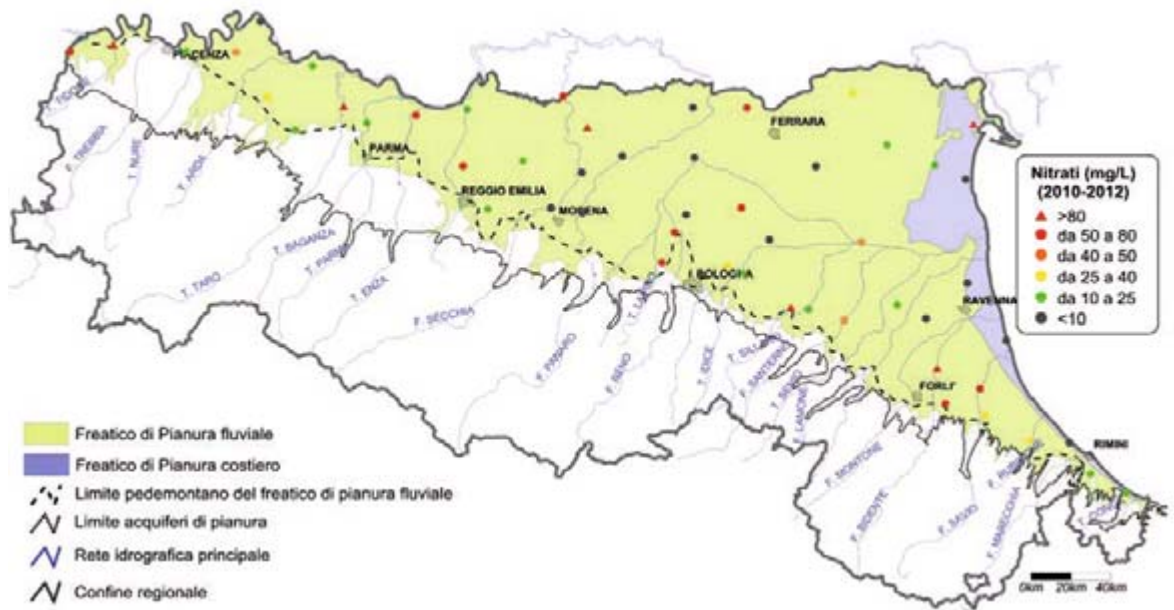 PIACENZA
PARMA
REGGIO EMILIA
MODENA
BOLOGNA
FERRARA
RAVENNA
FORLI'
RIMINI
F. TREBBIA
T. NURE
T. ARDA
T. TARO
T. BAGANZA
T. PARMA
T. ENZA
F. SECCHIA
F. PANARO
F. RENO
T. IDICE
T. SILLARO
F. SANTERNO
T. SENIO
F. LAMONE
F. MONTONE
F. BIDENTE
F. SAVIO
F. MARECCHIA
Nitrati (mg/L)
(2010-2012)
>80
da 50 a 80
da 40 a 50
da 25 a 40
da 10 a 25
<10
Freatico di Pianura fluviale
Freatico di Pianura costiero
Limite pedemontano del freatico di pianura fluviale
Limite acquiferi di pianura
Rete idrografica principale
Confine regionale
0km 20km 40km